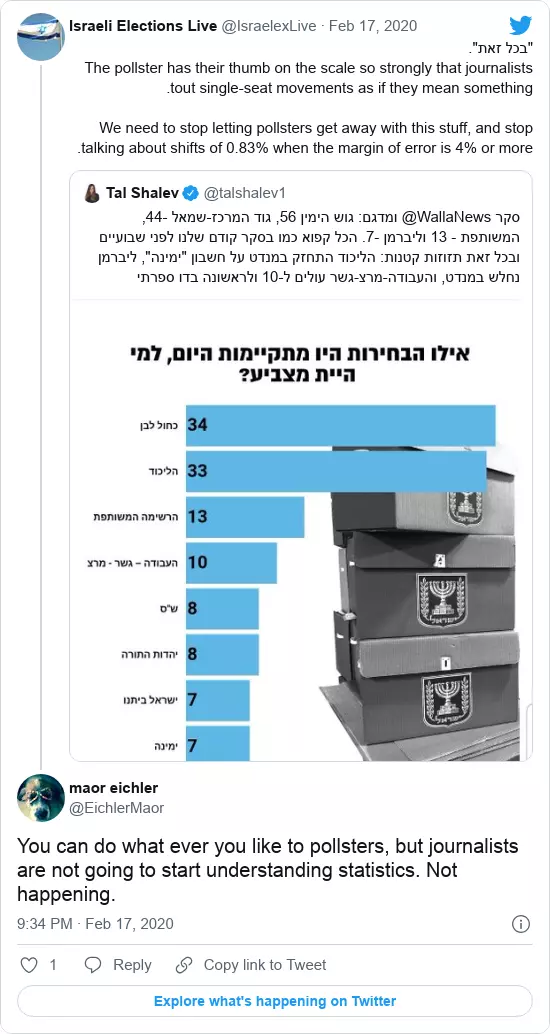 Israeli Elections Live @IsraelexLive · Feb 17, 2020
"בכל זאת".
The pollster has their thumb on the scale so strongly that journalists
tout single-seat movements as if they mean something.
We need to stop letting pollsters get away with this stuff, and stop
talking about shifts of 0.83% when the margin of error is 4% or more.
Tal Shalev @talshalev1
סקר WallaNews@ ומדגם: גוש הימין 56, גוד המרכז-שמאל -44,
המשותפת - 13 וליברמן -7. הכל קפוא כמו בסקר קודם שלנו לפני שבועיים
ובכל זאת תזוזות קטנות: הליכוד התחזק במנדט על חשבון "ימינה", ליברמן
נחלש במנדט, והעבודה-מרצ-גשר עולים ל-10 ולראשונה בדו ספרתי
אילו הבחירות היו מתקיימות היום, למי
היית מצביע?
כחול לבן 34
הליכוד 33
הרשימה המשותפת 13
העבודה – גשר - מרצ 10
ש"ס 8
יהדות התורה 8
ישראל ביתנו 7
ימינה 7
maor eichler
@EichlerMaor
You can do what ever you like to pollsters, but journalists
are not going to start understanding statistics. Not
happening.
9:34 PM · Feb 17, 2020
1 Reply Copy link to Tweet
Explore what's happening on Twitter